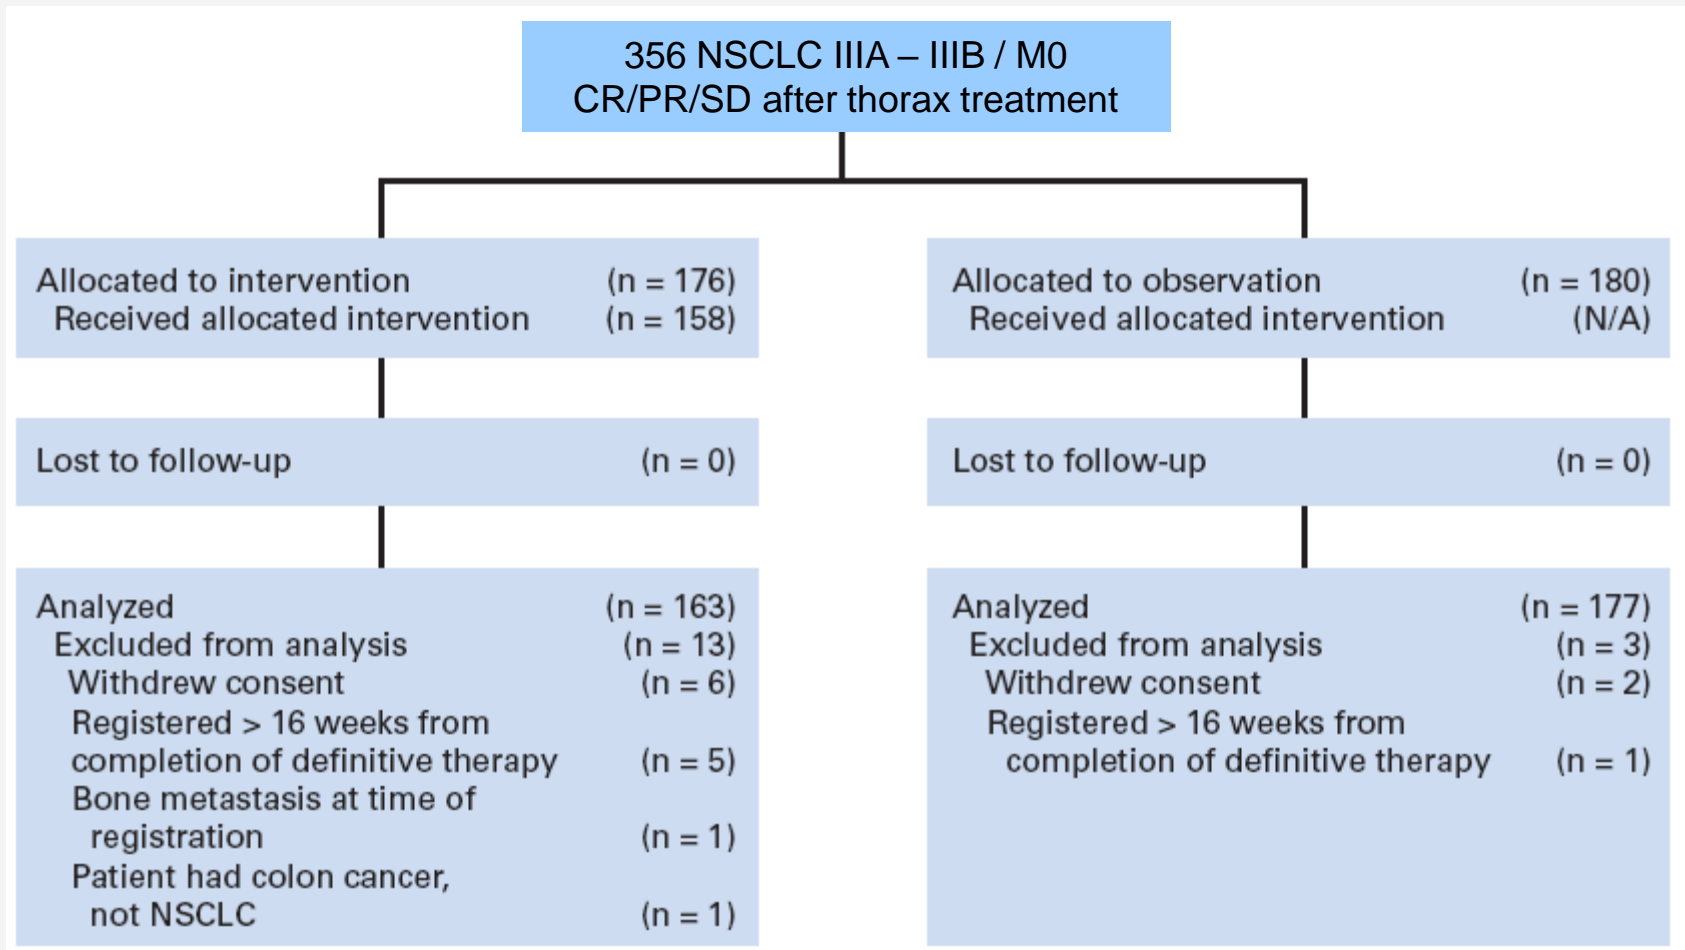 356 NSCLC IIIA – IIIB / M0
CR/PR/SD after thorax treatment
Allocated to intervention (n = 176)
Received allocated intervention (n = 158)
Lost to follow-up (n = 0)
Analyzed (n = 163)
Excluded from analysis (n = 13)
Withdrew consent (n = 6)
Registered > 16 weeks from
completion of definitive therapy (n = 5)
Bone metastasis at time of
registration (n = 1)
Patient had colon cancer,
not NSCLC (n = 1)
Allocated to observation (n = 180)
Received allocated intervention (N/A)
Lost to follow-up (n = 0)
Analyzed (n = 177)
Excluded from analysis (n = 3)
Withdrew consent (n = 2)
Registered > 16 weeks from
completion of definitive therapy (n = 1)